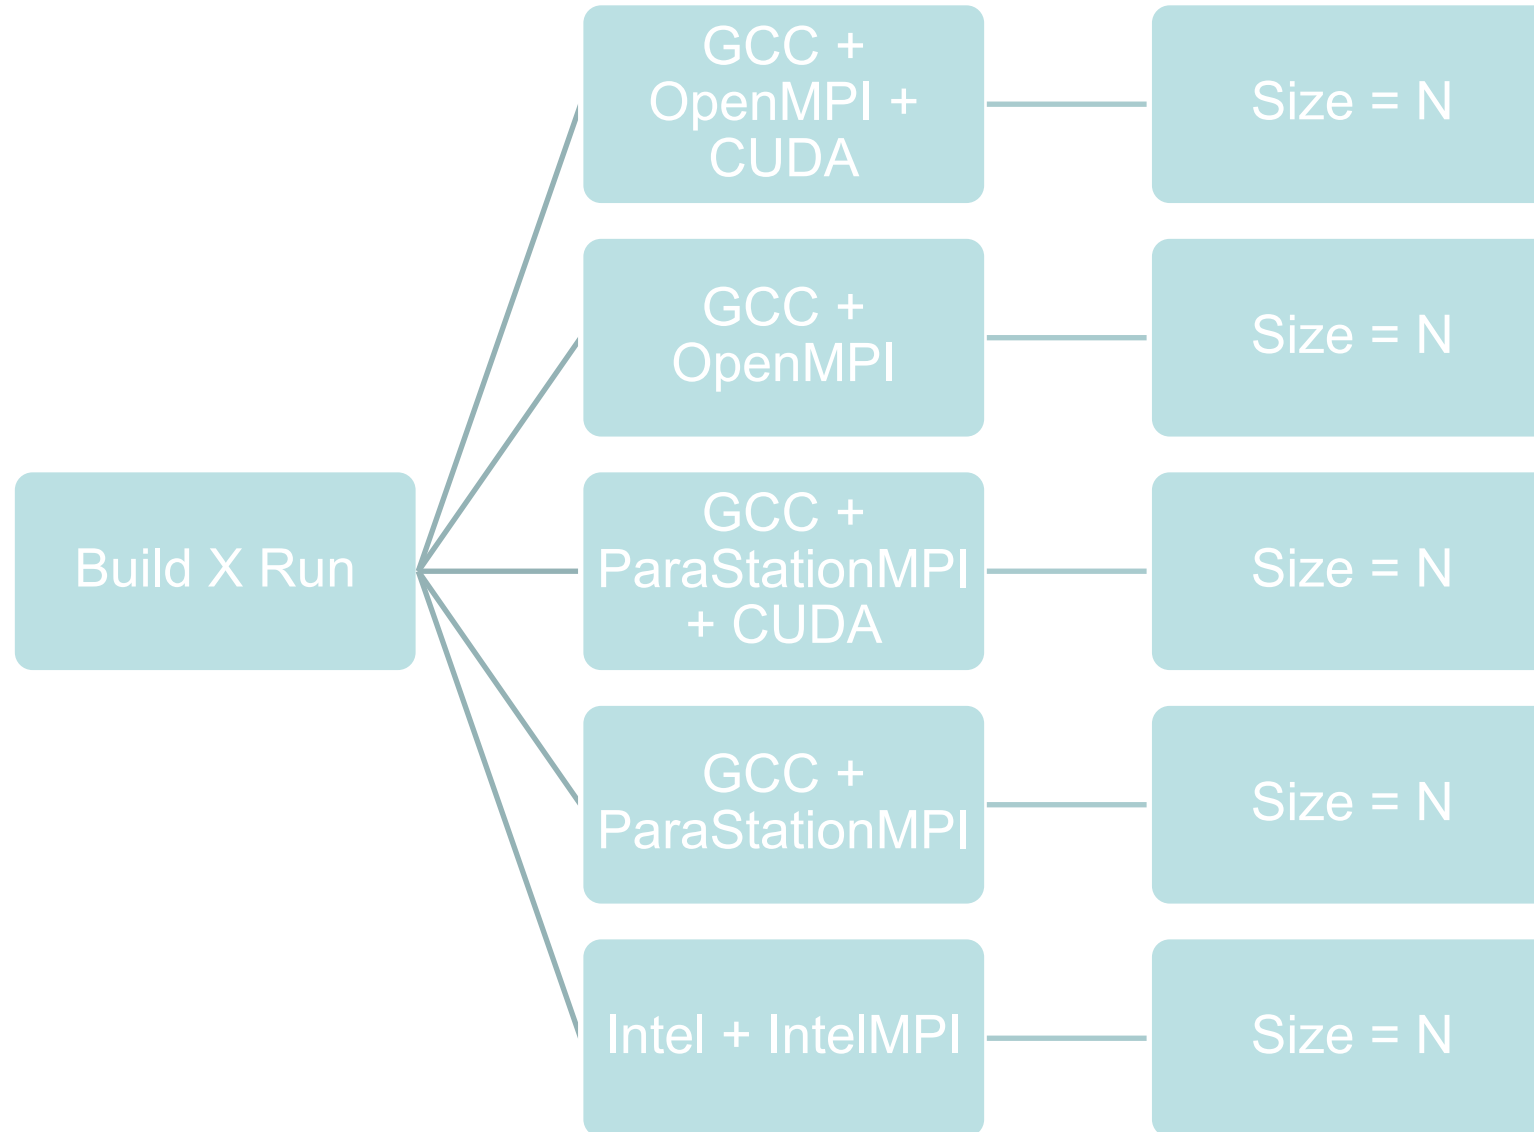 GCC +
OpenMPI +
CUDA
Size = N
GCC +
OpenMPI
Size = N
Build X Run
GCC +
ParaStationMPI
+ CUDA
Size = N
GCC +
ParaStationMPI
Size = N
Intel + IntelMPI
Size = N